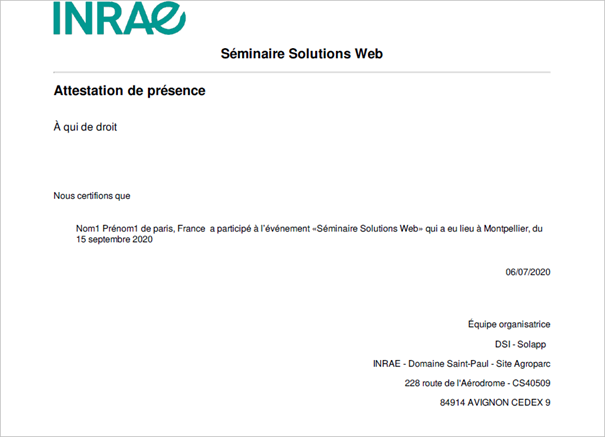 INRAE
Séminaire Solutions Web
Attestation de présence
À qui de droit
Nous certifions que
Nom1 Prénom1 de paris, France a participé à l'événement «Séminaire Solutions Web» qui a eu lieu à Montpellier, du
15 septembre 2020
06/07/2020
Équipe organisatrice
DSI - Solapp
INRAE - Domaine Saint-Paul - Site Agroparc
228 route de l'Aérodrome - CS40509
84914 AVIGNON CEDEX 9